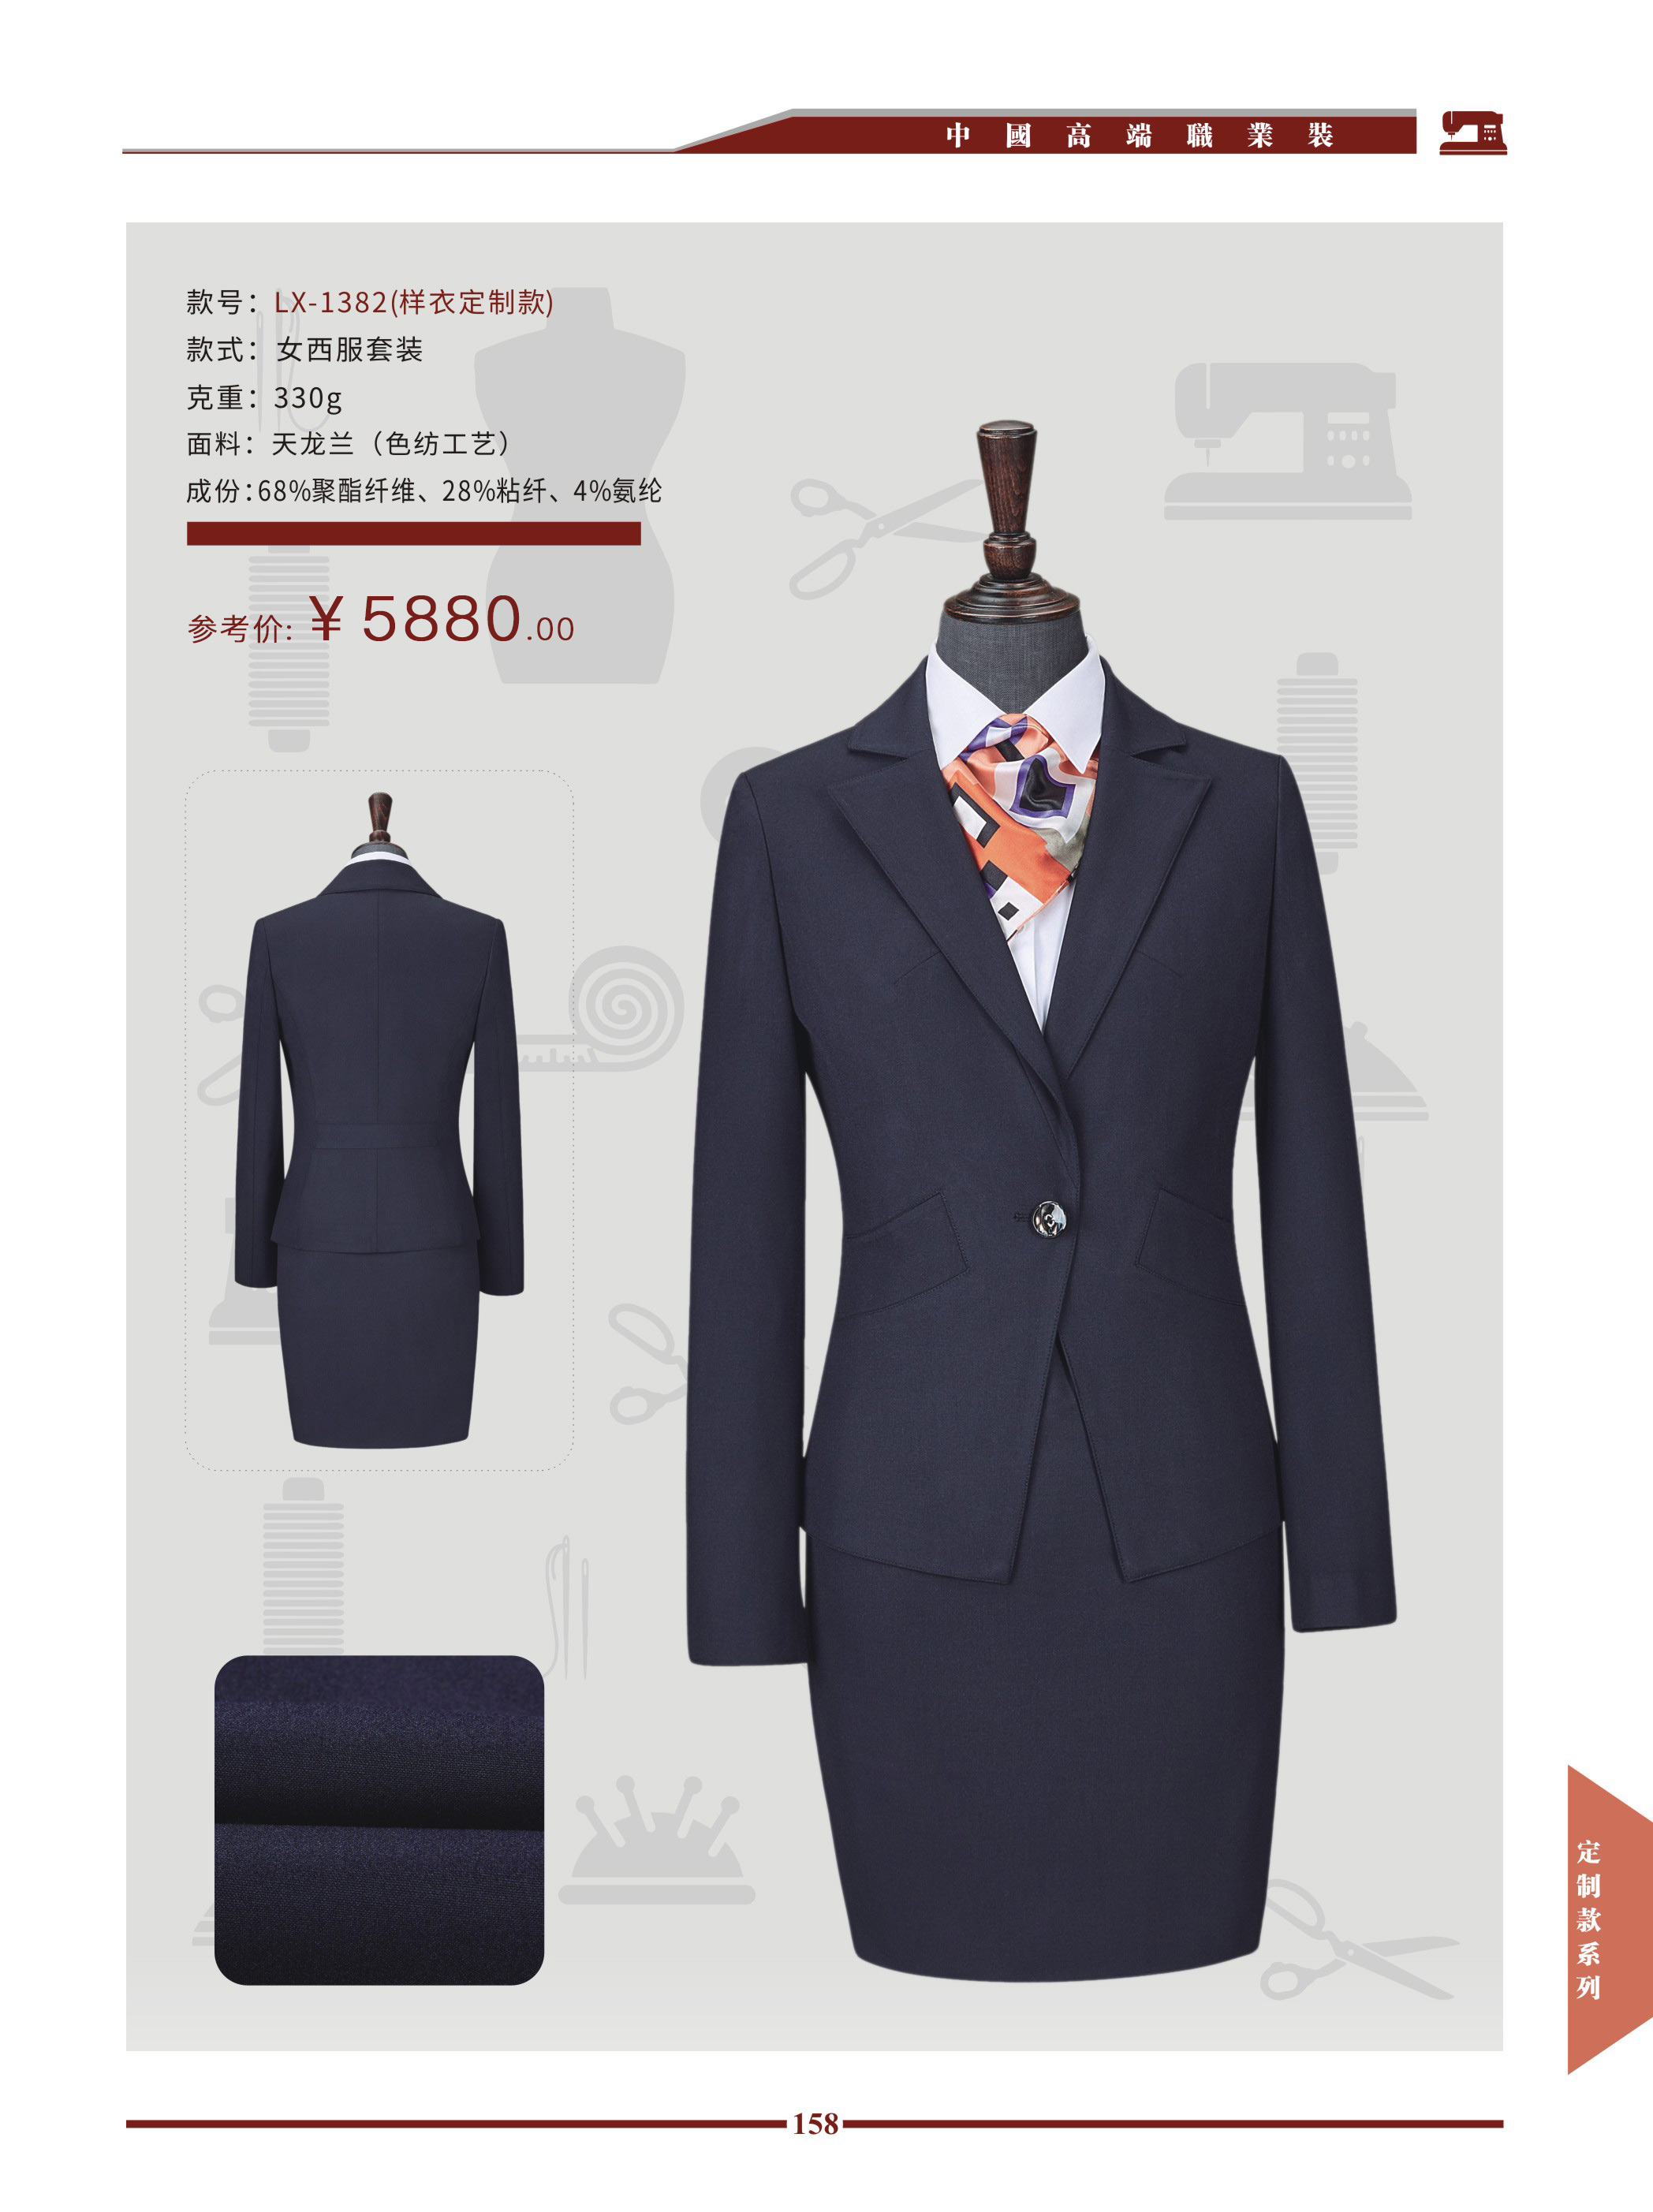 中國高端職業裝
款号：LX-1382(样衣定制款)
款式：女西服套装
克重：330g
面料：天龙兰（色纺工艺）
成份：68%聚酯纤维、28%粘纤、4%氨纶
参考价: ¥ 5880.00
定制款系列
158